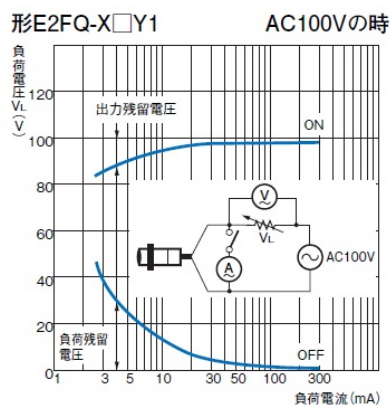 形E2FQ-X□Y1 AC100Vの時
負荷電圧VL(V)
120
100
80
60
40
20
0
出力残留電圧
ON
V
VL
A
AC100V
負荷残留
電圧
OFF
1 3 5 10 30 50 100 300
負荷電流(mA)